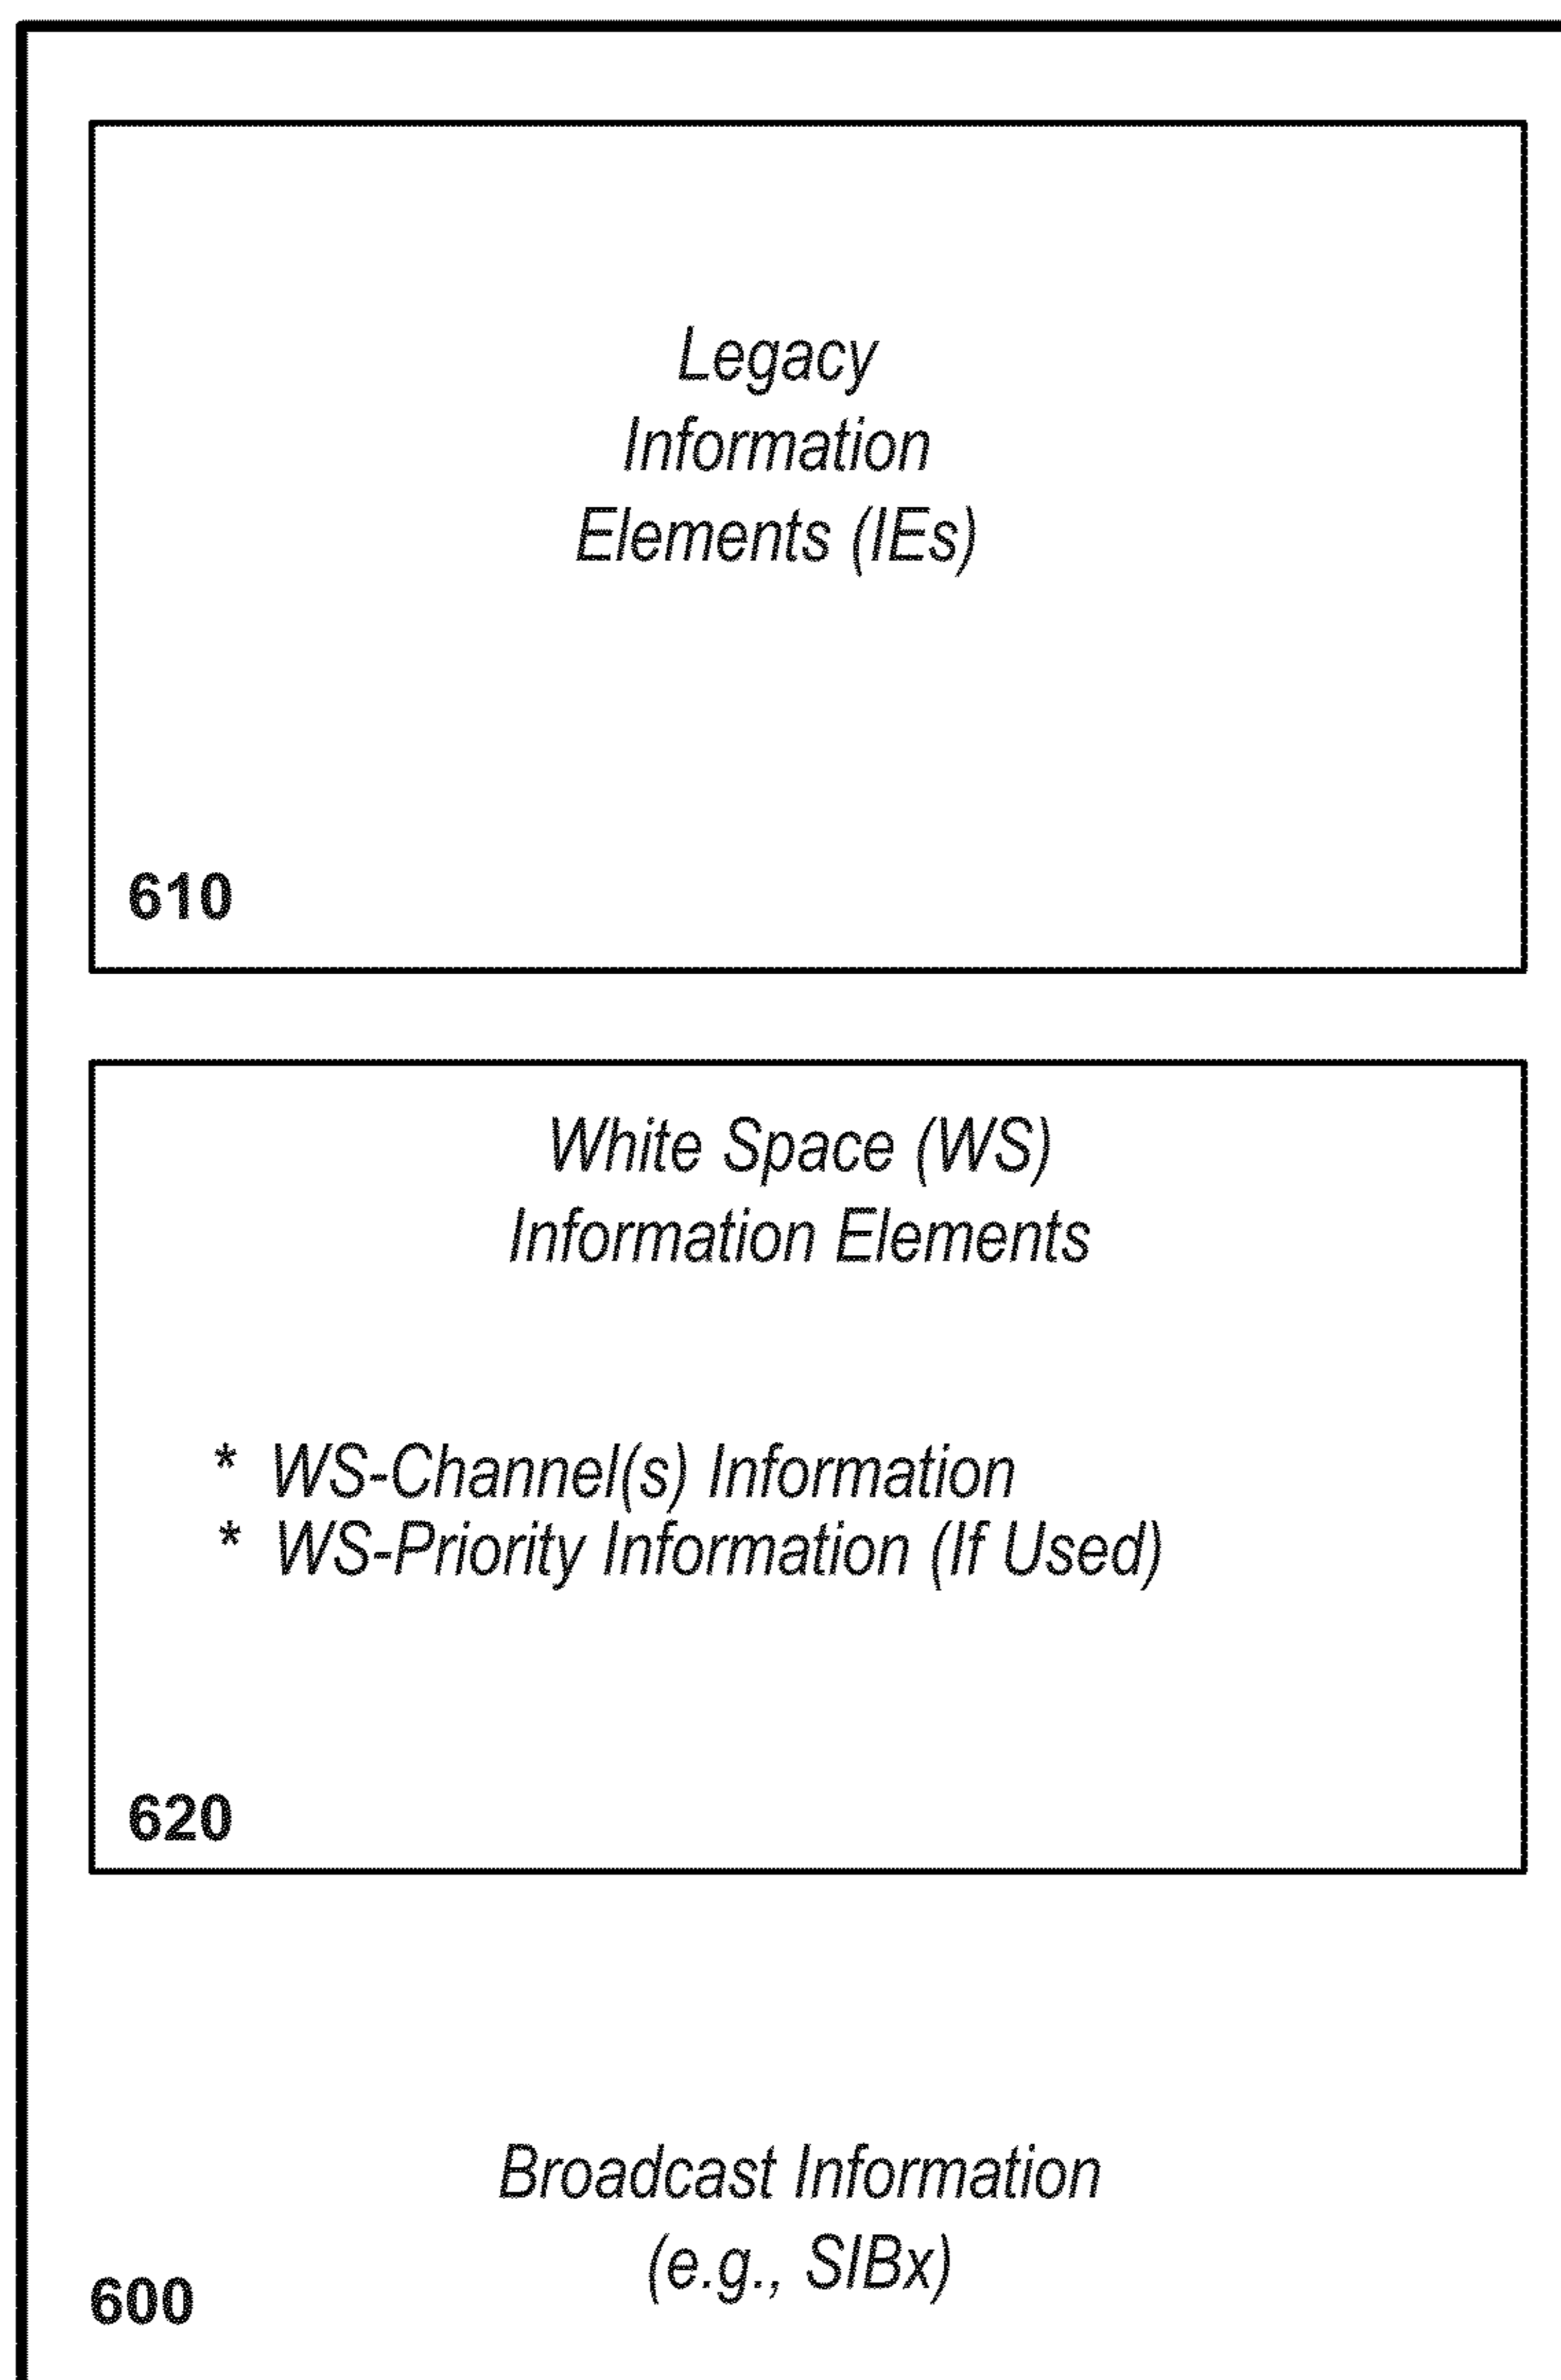 Legacy
Information
Elements (IEs)
610
White Space (WS)
Information Elements
* WS-Channel(s) Information
* WS-Priority Information (If Used)
620
Broadcast Information
(e.g., SIBx)
600